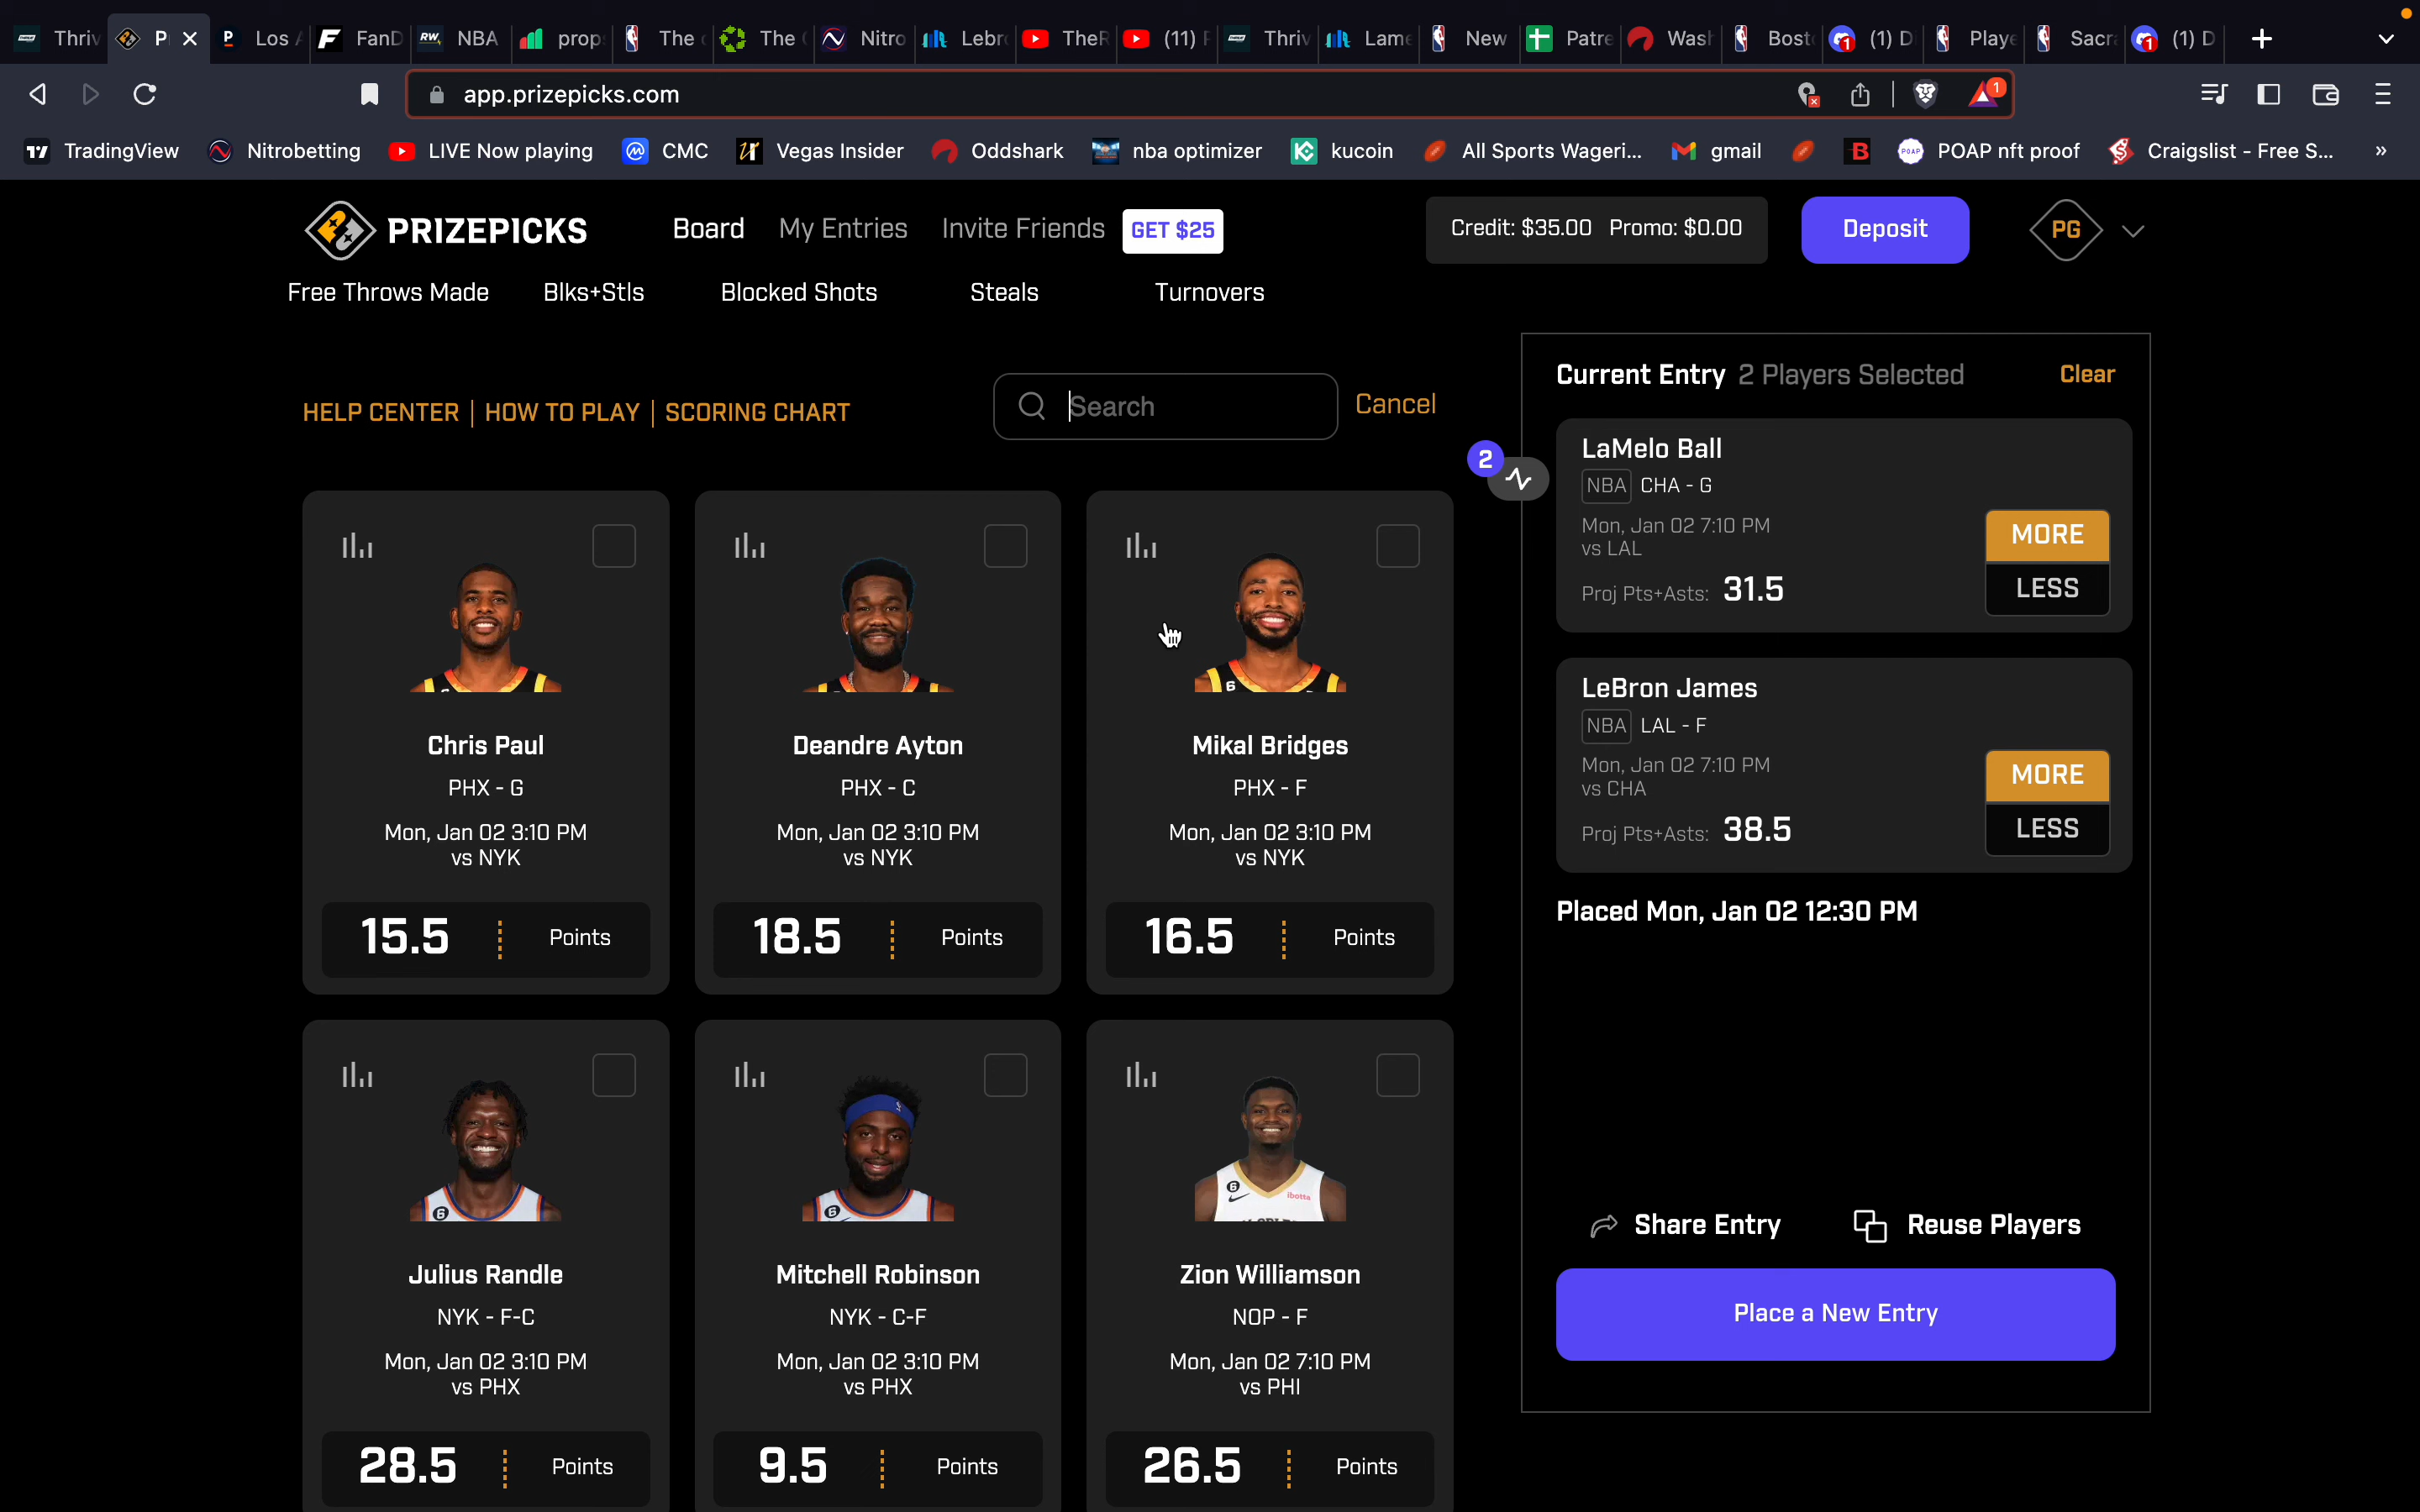 Thriv P Los A FanD NBA prop The The Nitro Lebro TheR (11) Thriv Lame New Patre Wash Bost (1) D Playe Sacra (1) D
app.prizepicks.com 1
TradingView Nitrobetting LIVE Now playing CMC Vegas Insider Oddshark nba optimizer kucoin All Sports Wageri... gmail POAP nft proof Craigslist - Free S... »
PRIZEPICKS Board My Entries Invite Friends GET $25 Credit: $35.00 Promo: $0.00 Deposit PG
Free Throws Made Blks+Stls Blocked Shots Steals Turnovers
HELP CENTER | HOW TO PLAY | SCORING CHART Search Cancel
Chris Paul
PHX - G
Mon, Jan 02 3:10 PM
vs NYK
15.5 Points
Deandre Ayton
PHX - C
Mon, Jan 02 3:10 PM
vs NYK
18.5 Points
Mikal Bridges
PHX - F
Mon, Jan 02 3:10 PM
vs NYK
16.5 Points
Julius Randle
NYK - F-C
Mon, Jan 02 3:10 PM
vs PHX
28.5 Points
Mitchell Robinson
NYK - C-F
Mon, Jan 02 3:10 PM
vs PHX
9.5 Points
Zion Williamson
NOP - F
Mon, Jan 02 7:10 PM
vs PHI
26.5 Points
Current Entry 2 Players Selected Clear
2
LaMelo Ball
NBA CHA - G
Mon, Jan 02 7:10 PM
vs LAL
Proj Pts+Asts: 31.5
MORE
LESS
LeBron James
NBA LAL - F
Mon, Jan 02 7:10 PM
vs CHA
Proj Pts+Asts: 38.5
MORE
LESS
Placed Mon, Jan 02 12:30 PM
Share Entry Reuse Players
Place a New Entry